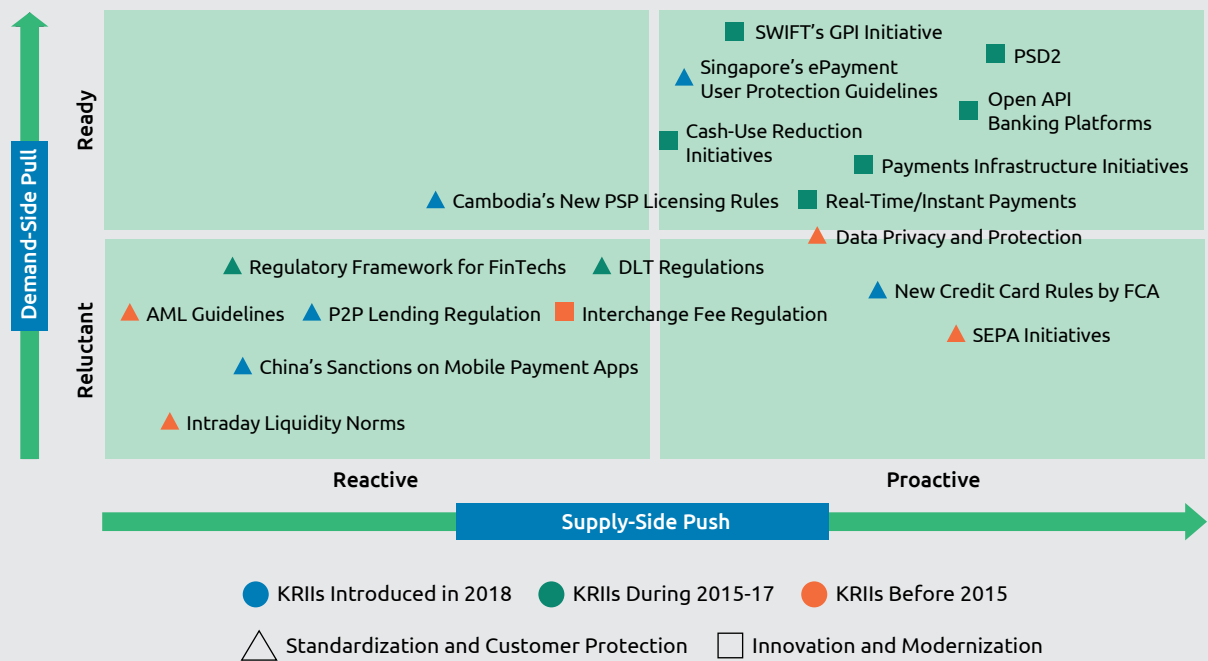 Demand-Side Pull
Ready
Reluctant
SWIFT’s GPI Initiative
PSD2
Singapore’s ePayment
User Protection Guidelines
Open API
Banking Platforms
Cash-Use Reduction
Initiatives
Payments Infrastructure Initiatives
Cambodia’s New PSP Licensing Rules
Real-Time/Instant Payments
Data Privacy and Protection
Regulatory Framework for FinTechs
DLT Regulations
New Credit Card Rules by FCA
AML Guidelines
P2P Lending Regulation
Interchange Fee Regulation
SEPA Initiatives
China’s Sanctions on Mobile Payment Apps
Intraday Liquidity Norms
Reactive
Proactive
Supply-Side Push
KRIIs Introduced in 2018
KRIIs During 2015-17
KRIIs Before 2015
Standardization and Customer Protection
Innovation and Modernization